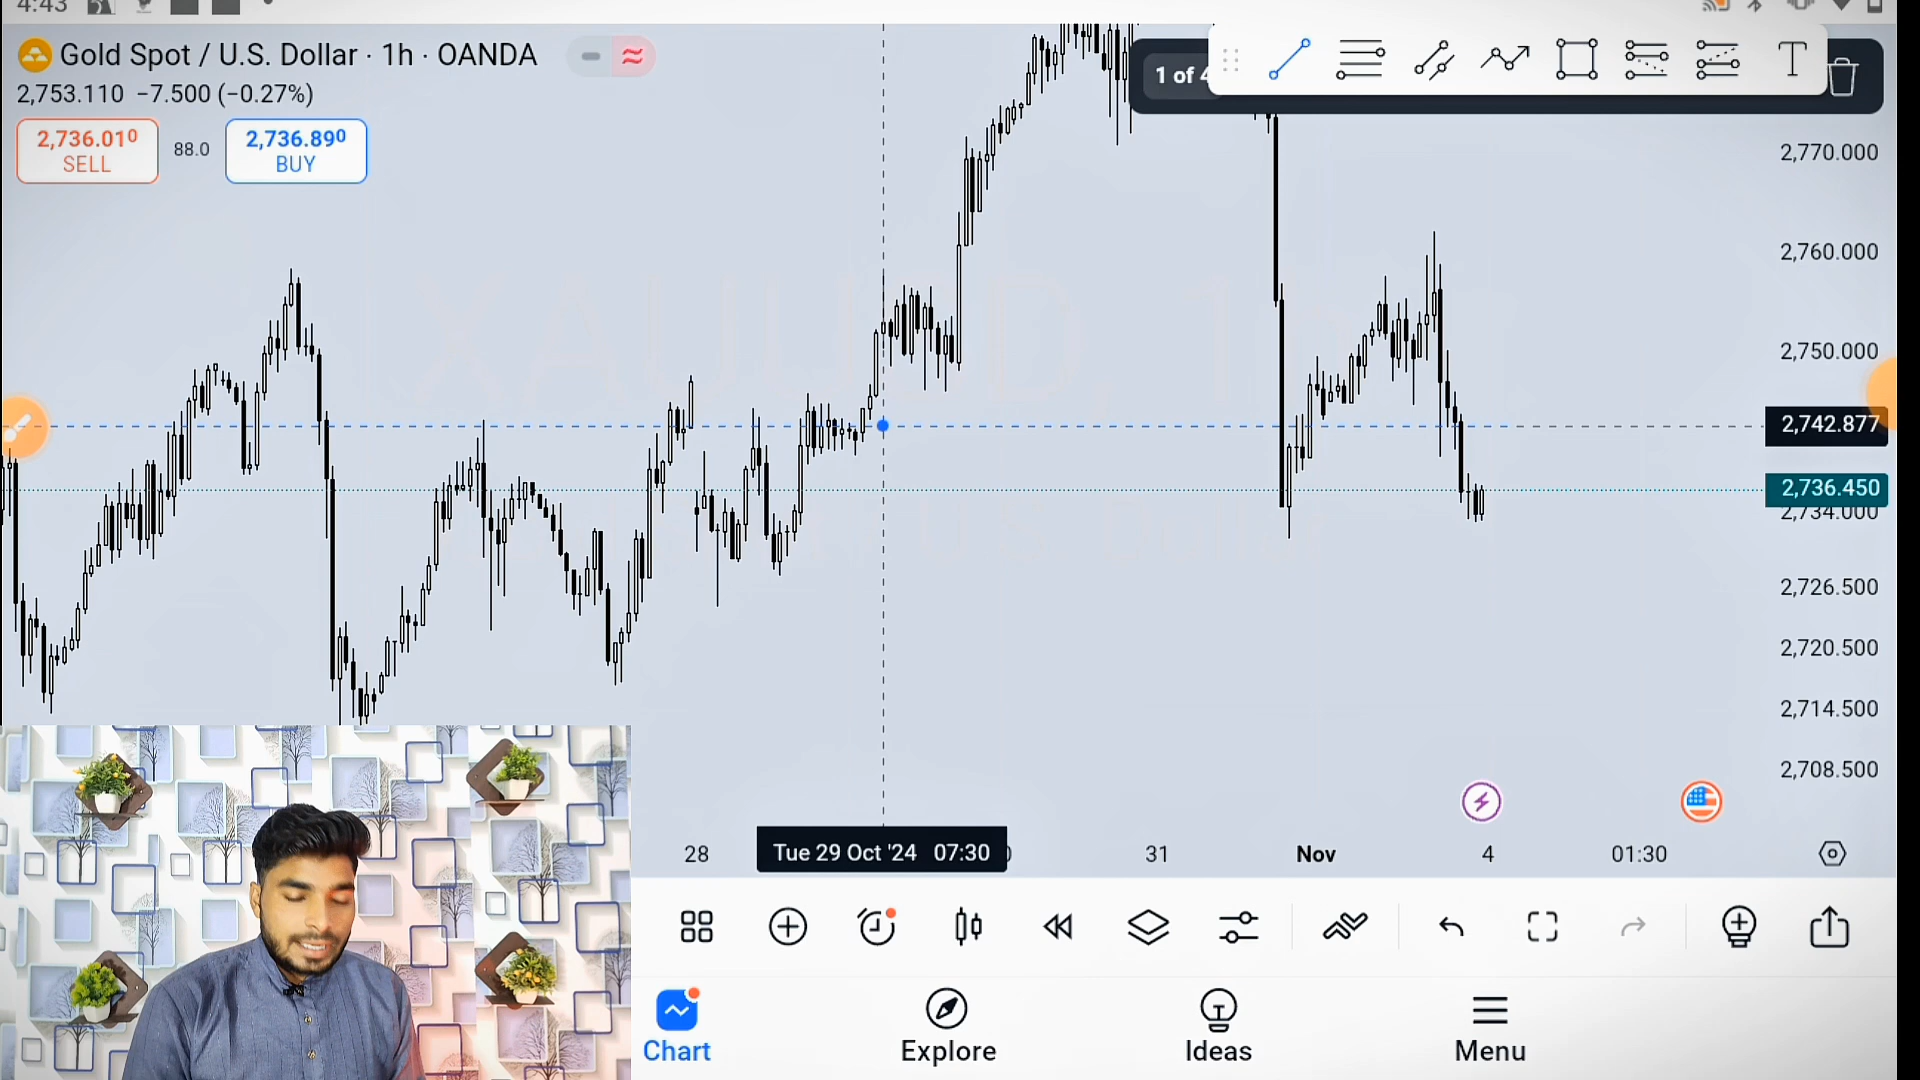 4:43
Gold Spot / U.S. Dollar · 1h · OANDA
2,753.110 −7.500 (−0.27%)
2,736.010
SELL
88.0
2,736.890
BUY
1 of 4
T
2,770.000
2,760.000
2,750.000
2,742.877
2,736.450
2,734.000
2,726.500
2,720.500
2,714.500
2,708.500
28
Tue 29 Oct '24 07:30
31
Nov
4
01:30
Chart
Explore
Ideas
Menu